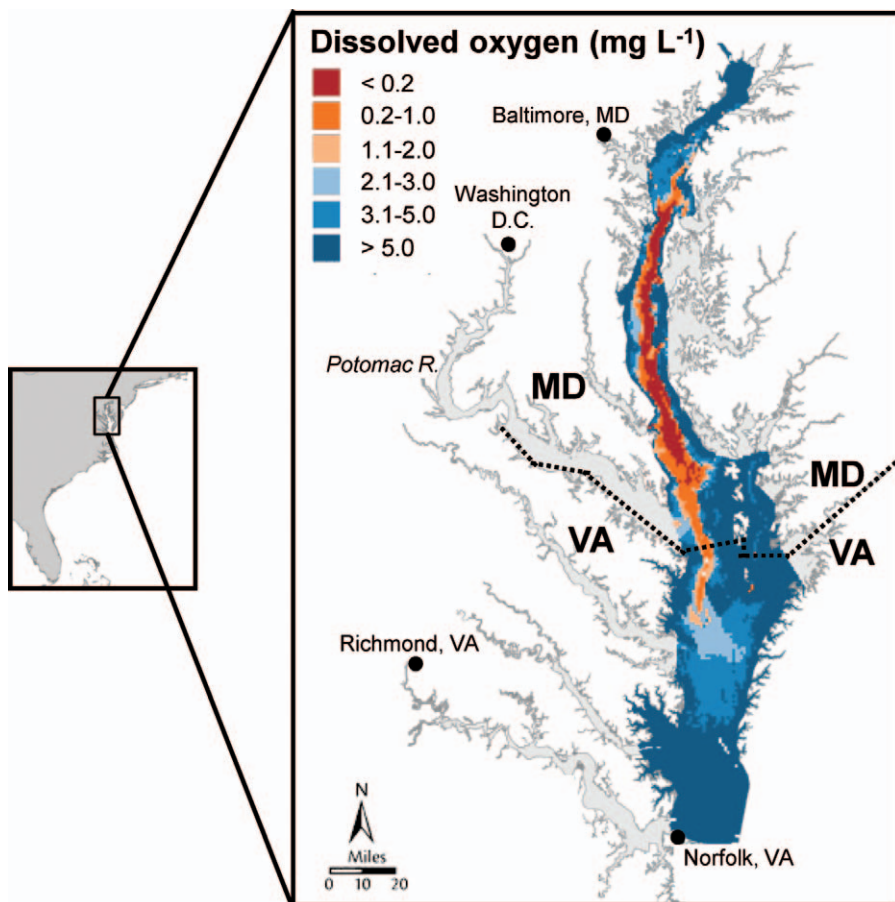 Dissolved oxygen (mg L⁻¹)
< 0.2
0.2-1.0
1.1-2.0
2.1-3.0
3.1-5.0
> 5.0
Baltimore, MD
Washington
D.C.
Potomac R.
MD
MD
VA
VA
Richmond, VA
N
Miles
0 10 20
Norfolk, VA